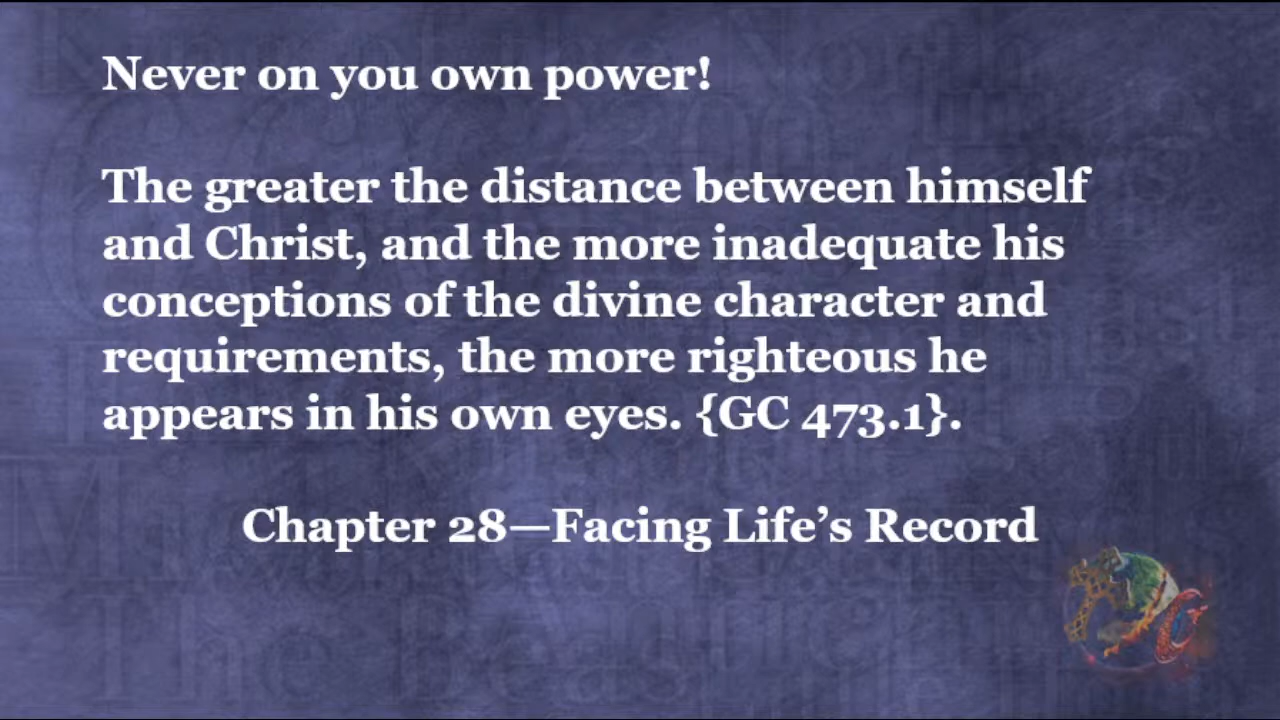 Never on you own power!
The greater the distance between himself
and Christ, and the more inadequate his
conceptions of the divine character and
requirements, the more righteous he
appears in his own eyes. {GC 473.1}.
Chapter 28—Facing Life’s Record